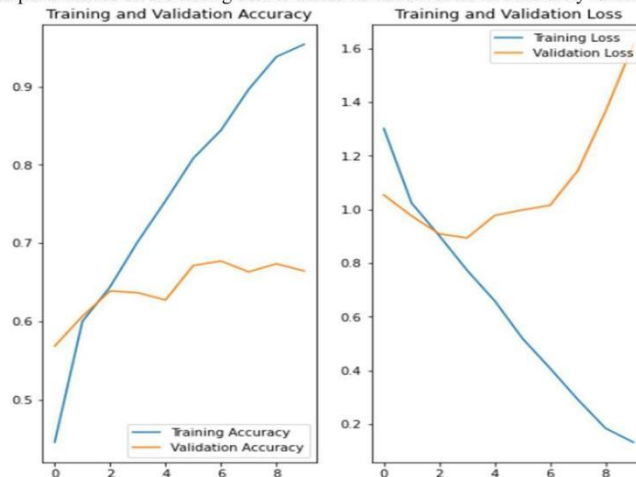 Training and Validation Accuracy
0.9
0.8
0.7
0.6
0.5
Training Accuracy
Validation Accuracy
0 2 4 6 8
Training and Validation Loss
Training Loss
Validation Loss
1.6
1.4
1.2
1.0
0.8
0.6
0.4
0.2
0 2 4 6 8